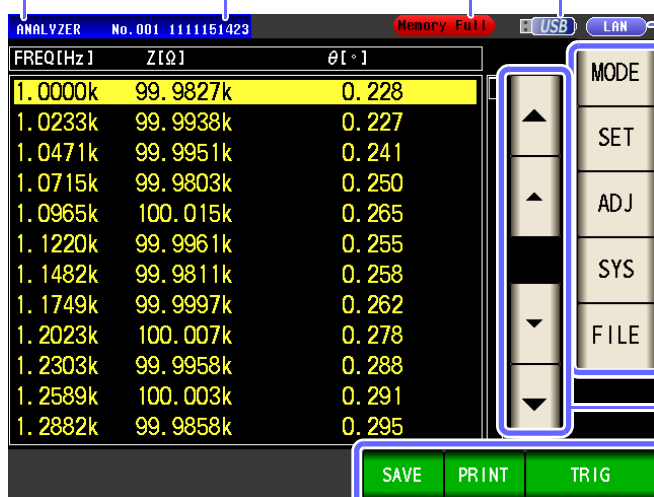 ANALYZER No.001 1111151423 Memory Full USB LAN
FREQ[Hz] Z[Ω] θ[°]
1.0000k 99.9827k 0.228
1.0233k 99.9938k 0.227
1.0471k 99.9951k 0.241
1.0715k 99.9803k 0.250
1.0965k 100.015k 0.265
1.1220k 99.9961k 0.255
1.1482k 99.9811k 0.258
1.1749k 99.9997k 0.262
1.2023k 100.007k 0.278
1.2303k 99.9958k 0.288
1.2589k 100.003k 0.291
1.2882k 99.9858k 0.295
MODE
SET
ADJ
SYS
FILE
SAVE PRINT TRIG